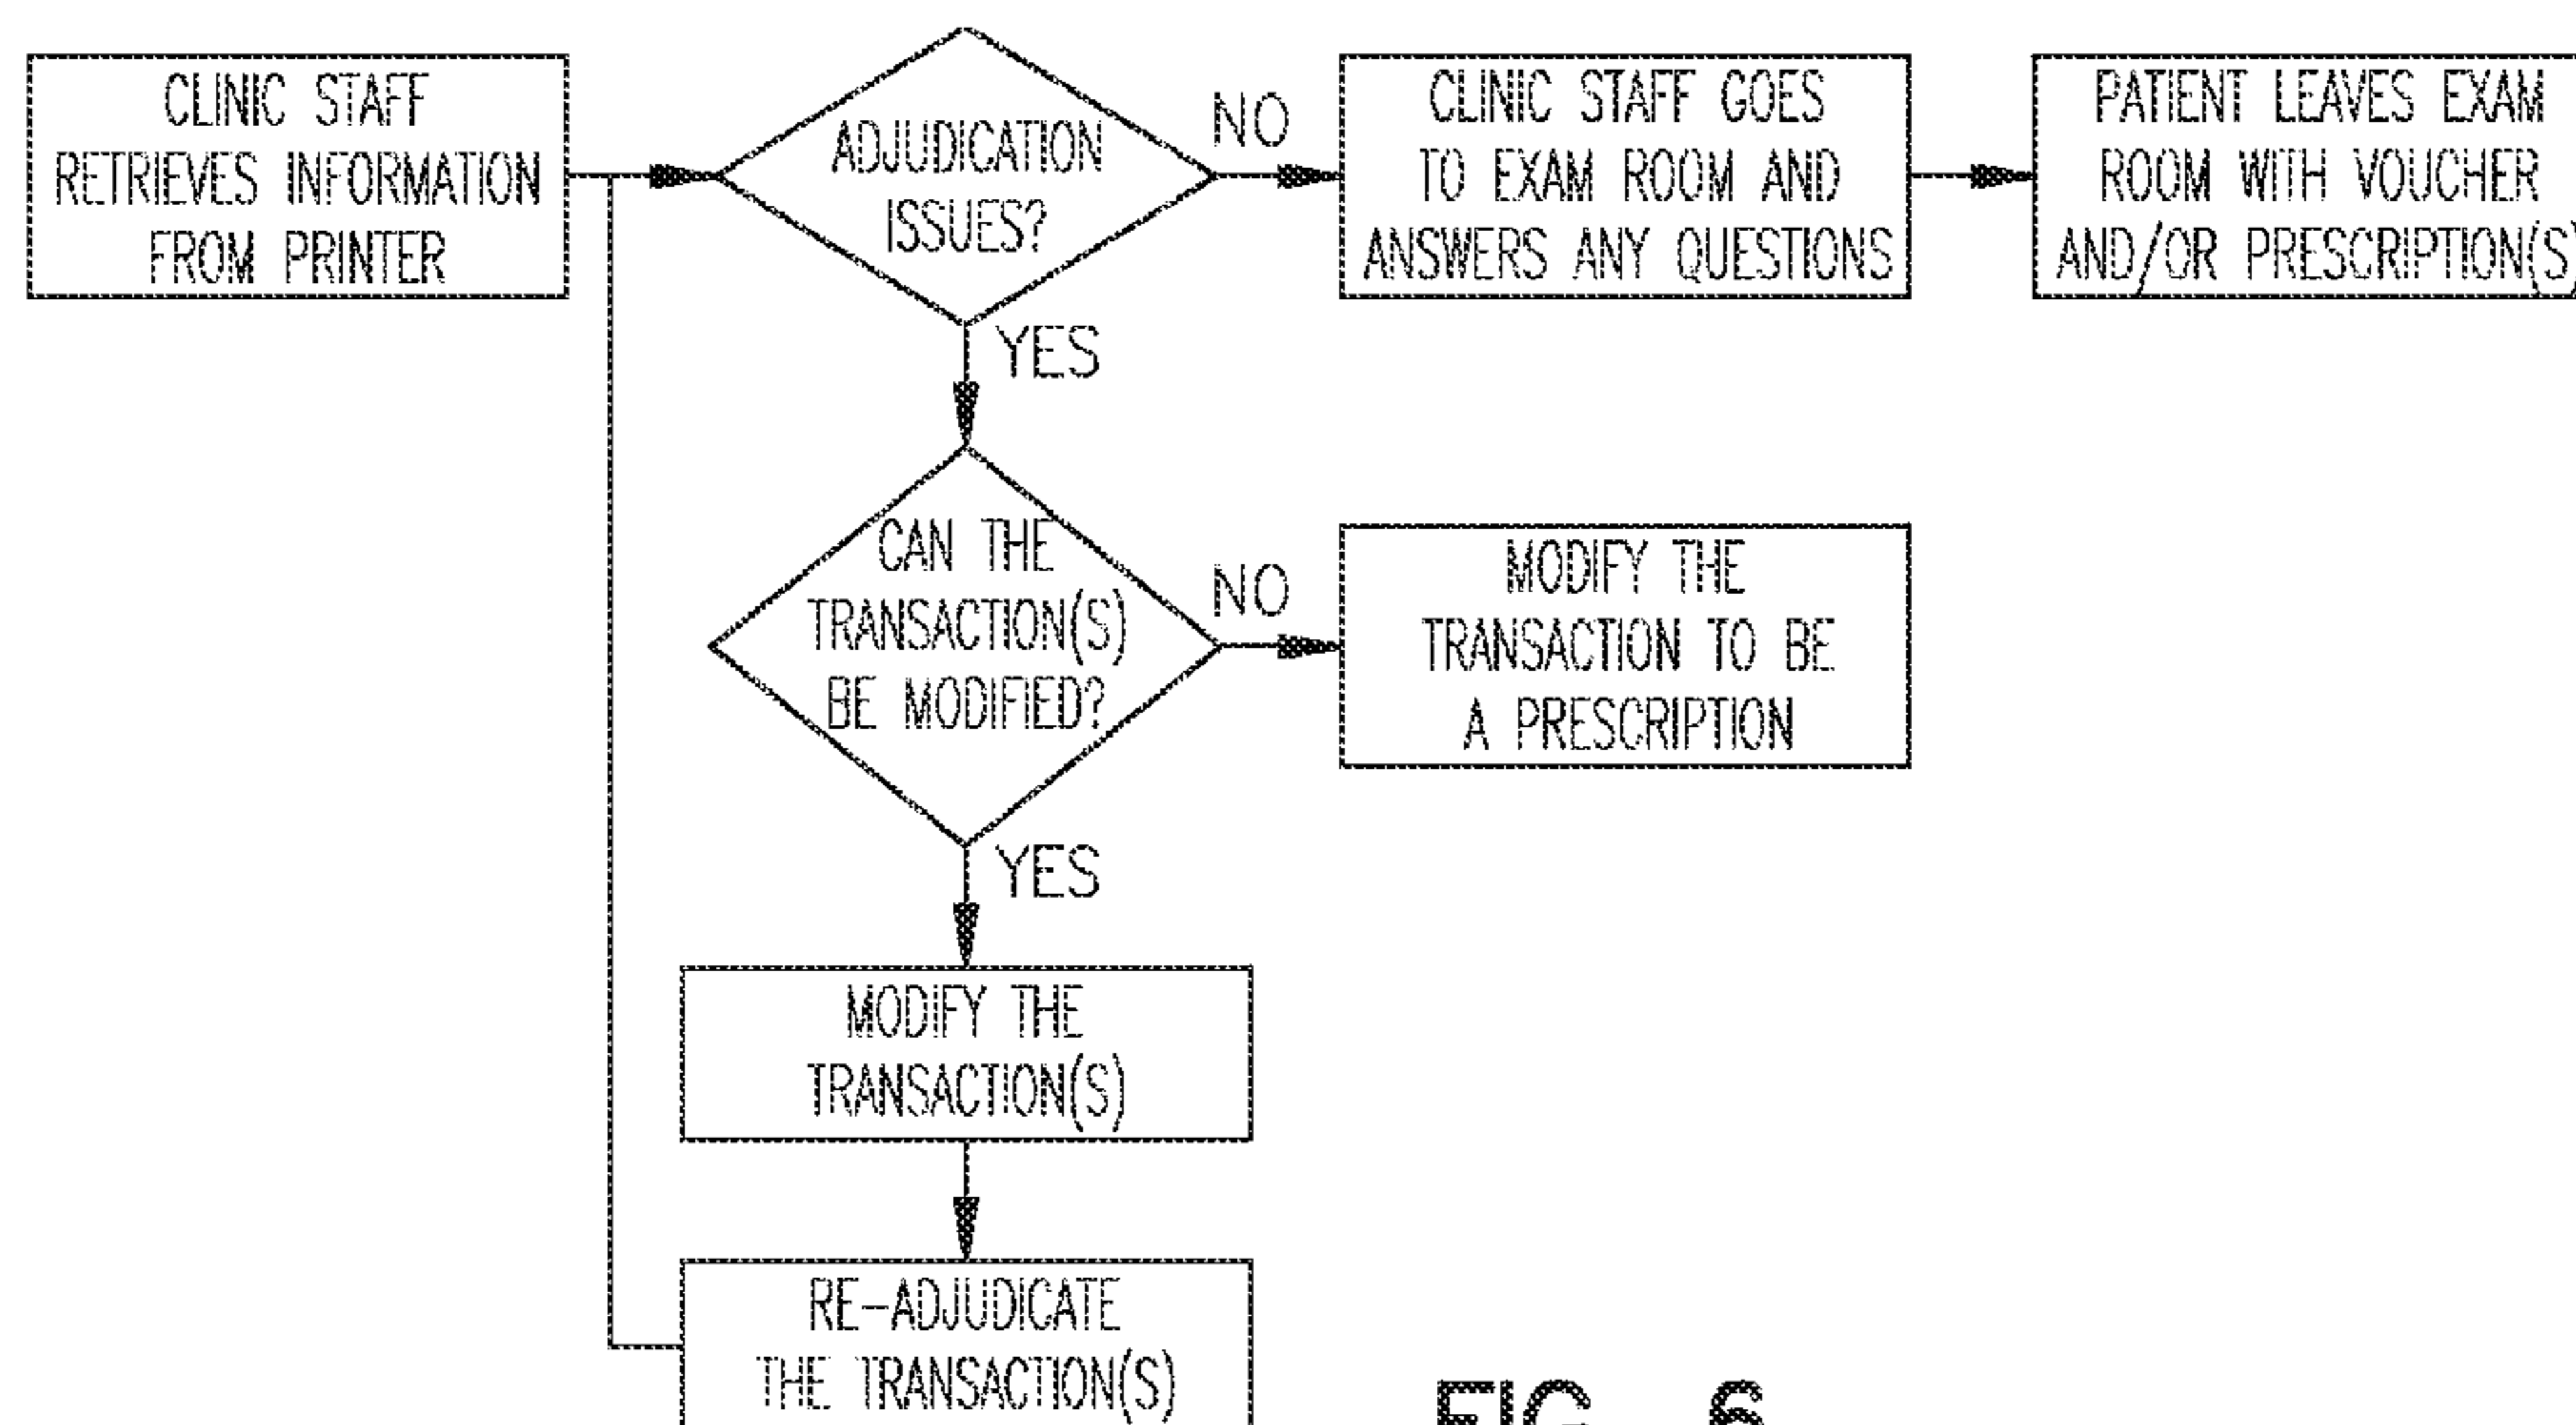 CLINIC STAFF
RETRIEVES INFORMATION
FROM PRINTER
ADJUDICATION
ISSUES?
NO
CLINIC STAFF GOES
TO EXAM ROOM AND
ANSWERS ANY QUESTIONS
PATIENT LEAVES EXAM
ROOM WITH VOUCHER
AND/OR PRESCRIPTION(S)
YES
CAN THE
TRANSACTION(S)
BE MODIFIED?
NO
MODIFY THE
TRANSACTION TO BE
A PRESCRIPTION
YES
MODIFY THE
TRANSACTION(S)
RE-ADJUDICATE
THE TRANSACTION(S)
FIG. 6